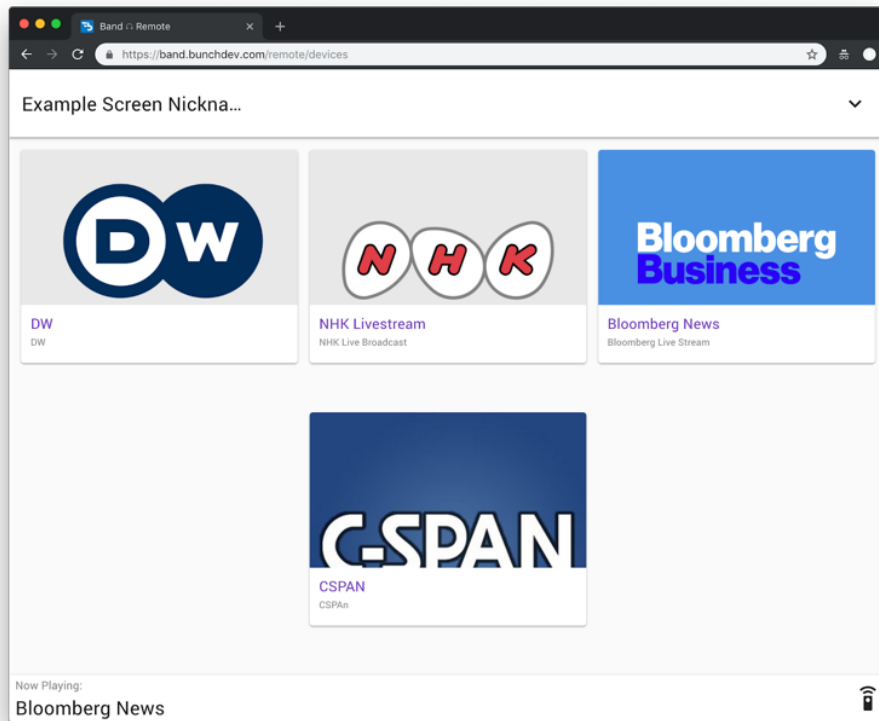 Band ∩ Remote
https://band.bunchdev.com/remote/devices
Example Screen Nickna...
DW
NHK
Bloomberg
Business
DW
DW
NHK Livestream
NHK Live Broadcast
Bloomberg News
Bloomberg Live Stream
C-SPAN
CSPAN
CSPAn
Now Playing:
Bloomberg News